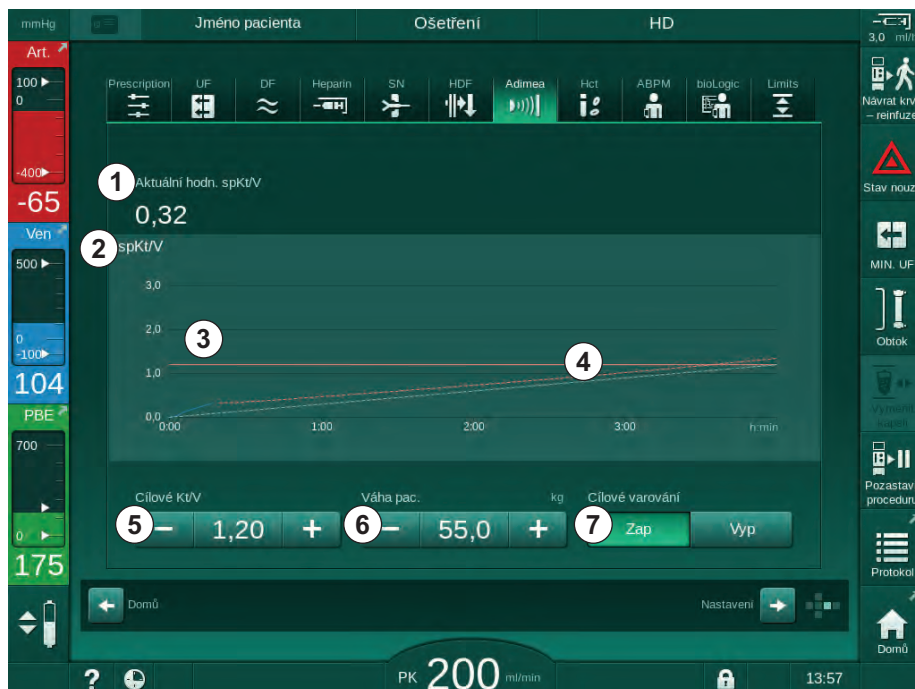 mmHg Jméno pacienta Ošetření HD
3,0 ml/h
Art.
100
0
-400
-65
Ven
500
0
-100
104
PBE
700
0
175
Prescription UF DF Heparin SN HDF Adimea Hct ABPM bioLogic Limits
1 Aktuální hodn. spKt/V
0,32
2 spKt/V
3,0
2,0
3
4
1,0
0,0
0:00 1:00 2:00 3:00 h:min
Cílové Kt/V Váha pac. kg Cílové varování
5 − 1,20 + 6 − 55,0 + 7 Zap Vyp
Domů Nastavení
Návrat krve
– reinfuze
Stav nouz
MIN. UF
Obtok
Pozastav
proceduru
Protokol
Domů
? PK 200 ml/min 13:57